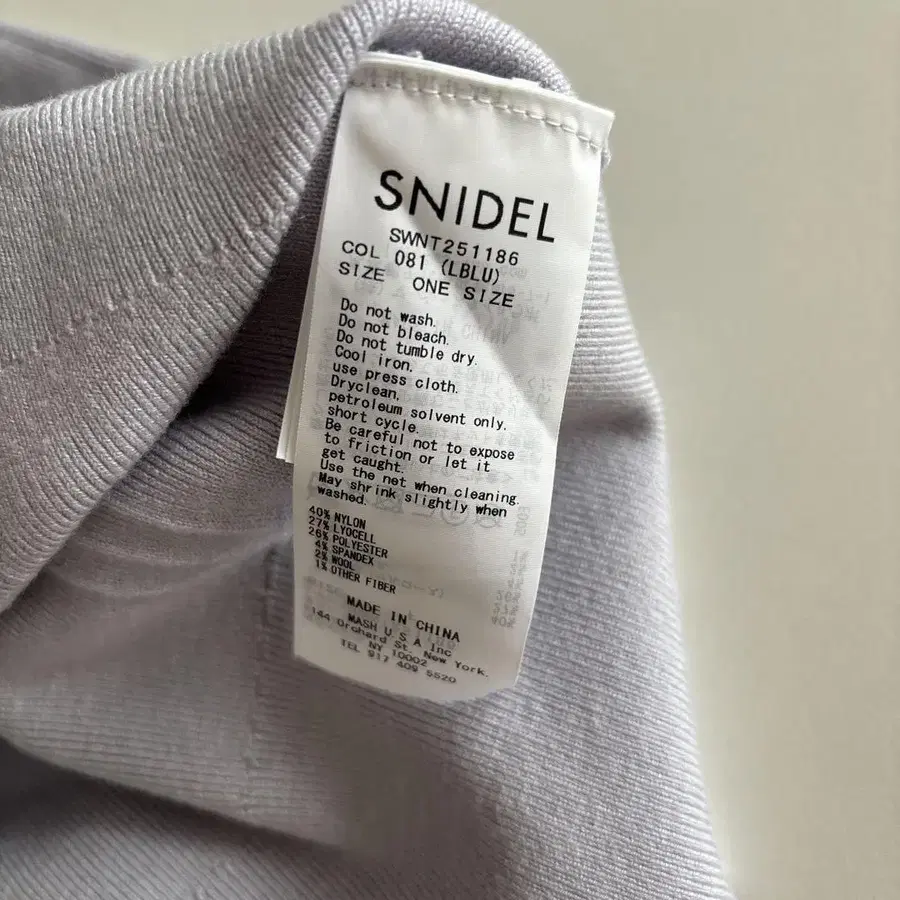 SNIDEL
SWNT251186
COL 081 (LBLU)
SIZE ONE SIZE
Do not wash.
Do not bleach.
Do not tumble dry.
Cool iron.
use press cloth.
Dryclean.
petroleum solvent only.
short cycle.
Be careful not to expose
to friction or let it
get caught.
Use the net when cleaning.
May shrink slightly when
washed.
40% NYLON
27% LYOCELL
26% POLYESTER
4% SPANDEX
2% WOOL
1% OTHER FIBER
MADE IN CHINA
MASH U.S.A Inc
144 Orchard St. New York.
NY 10002
TEL 917 409 5520